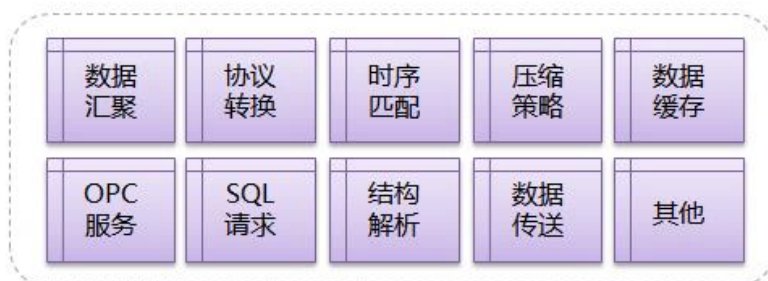 数据
汇聚
协议
转换
时序
匹配
压缩
策略
数据
缓存
OPC
服务
SQL
请求
结构
解析
数据
传送
其他